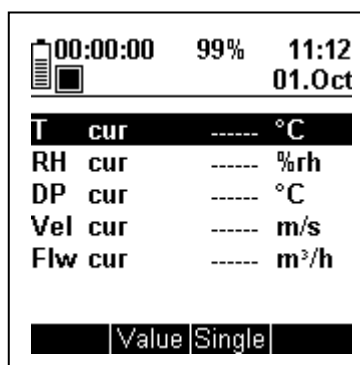 00:00:00 99% 11:12
01.Oct
T cur ------ °C
RH cur ------ %rh
DP cur ------ °C
Vel cur ------ m/s
Flw cur ------ m³/h
Value Single